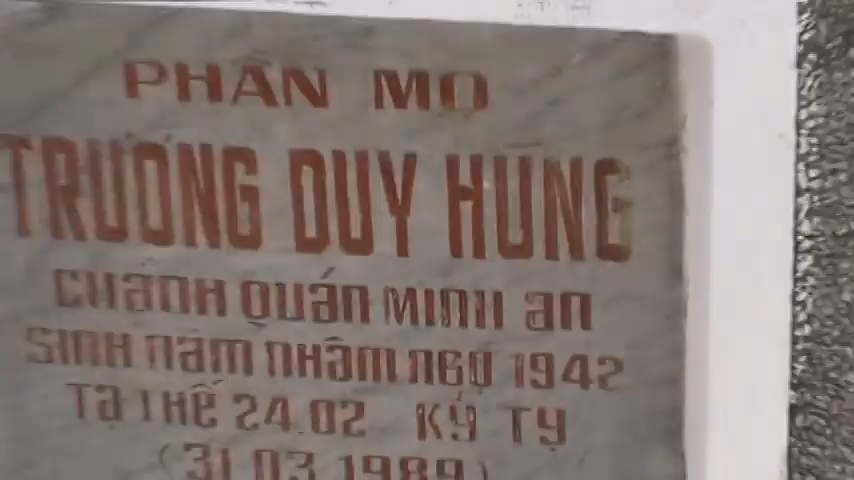 PHẦN MỘ
TRƯƠNG DUY HÙNG
CHÁNH QUÁN MINH AN
SINH NĂM NHÂM NGỌ 1942
TẠ THẾ 24.02 KỶ TỴ
(31.03.1989)